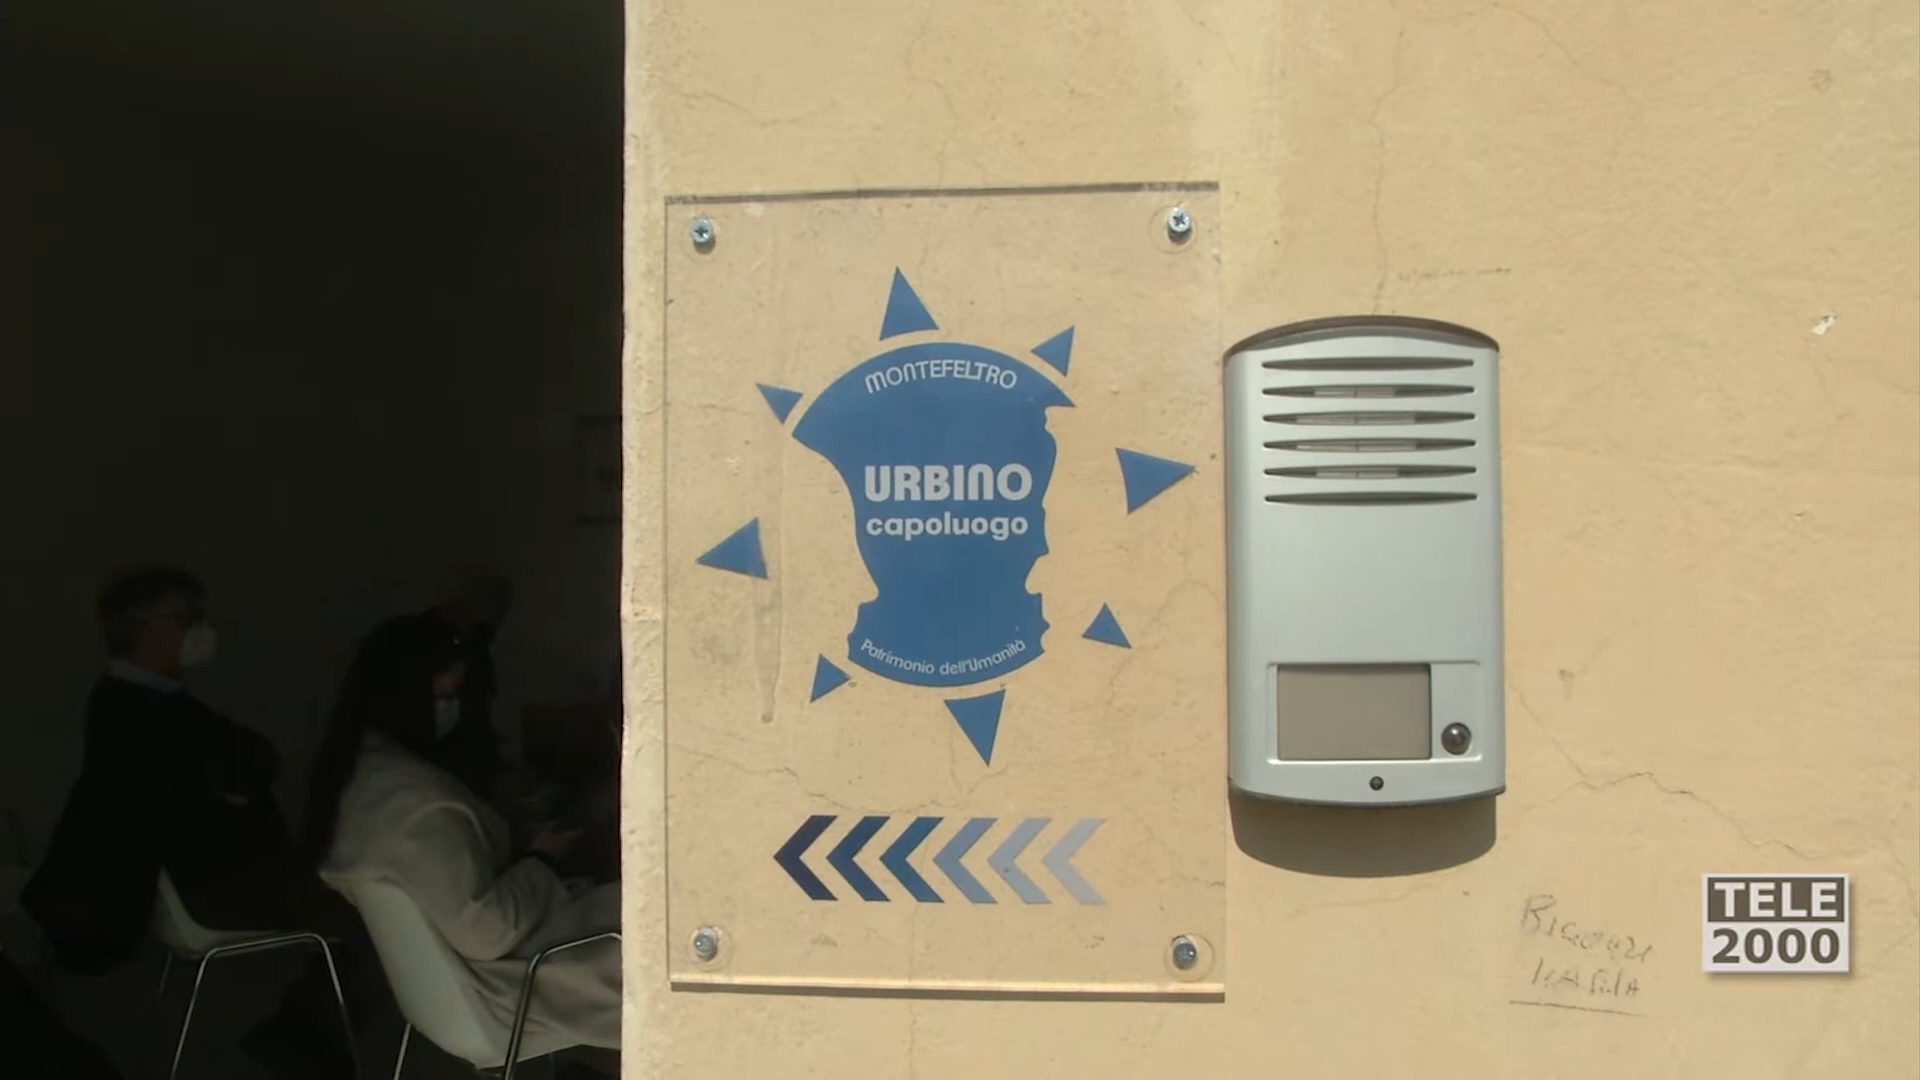 MONTEFELTRO
URBINO
capoluogo
Patrimonio dell'Umanità
TELE
2000